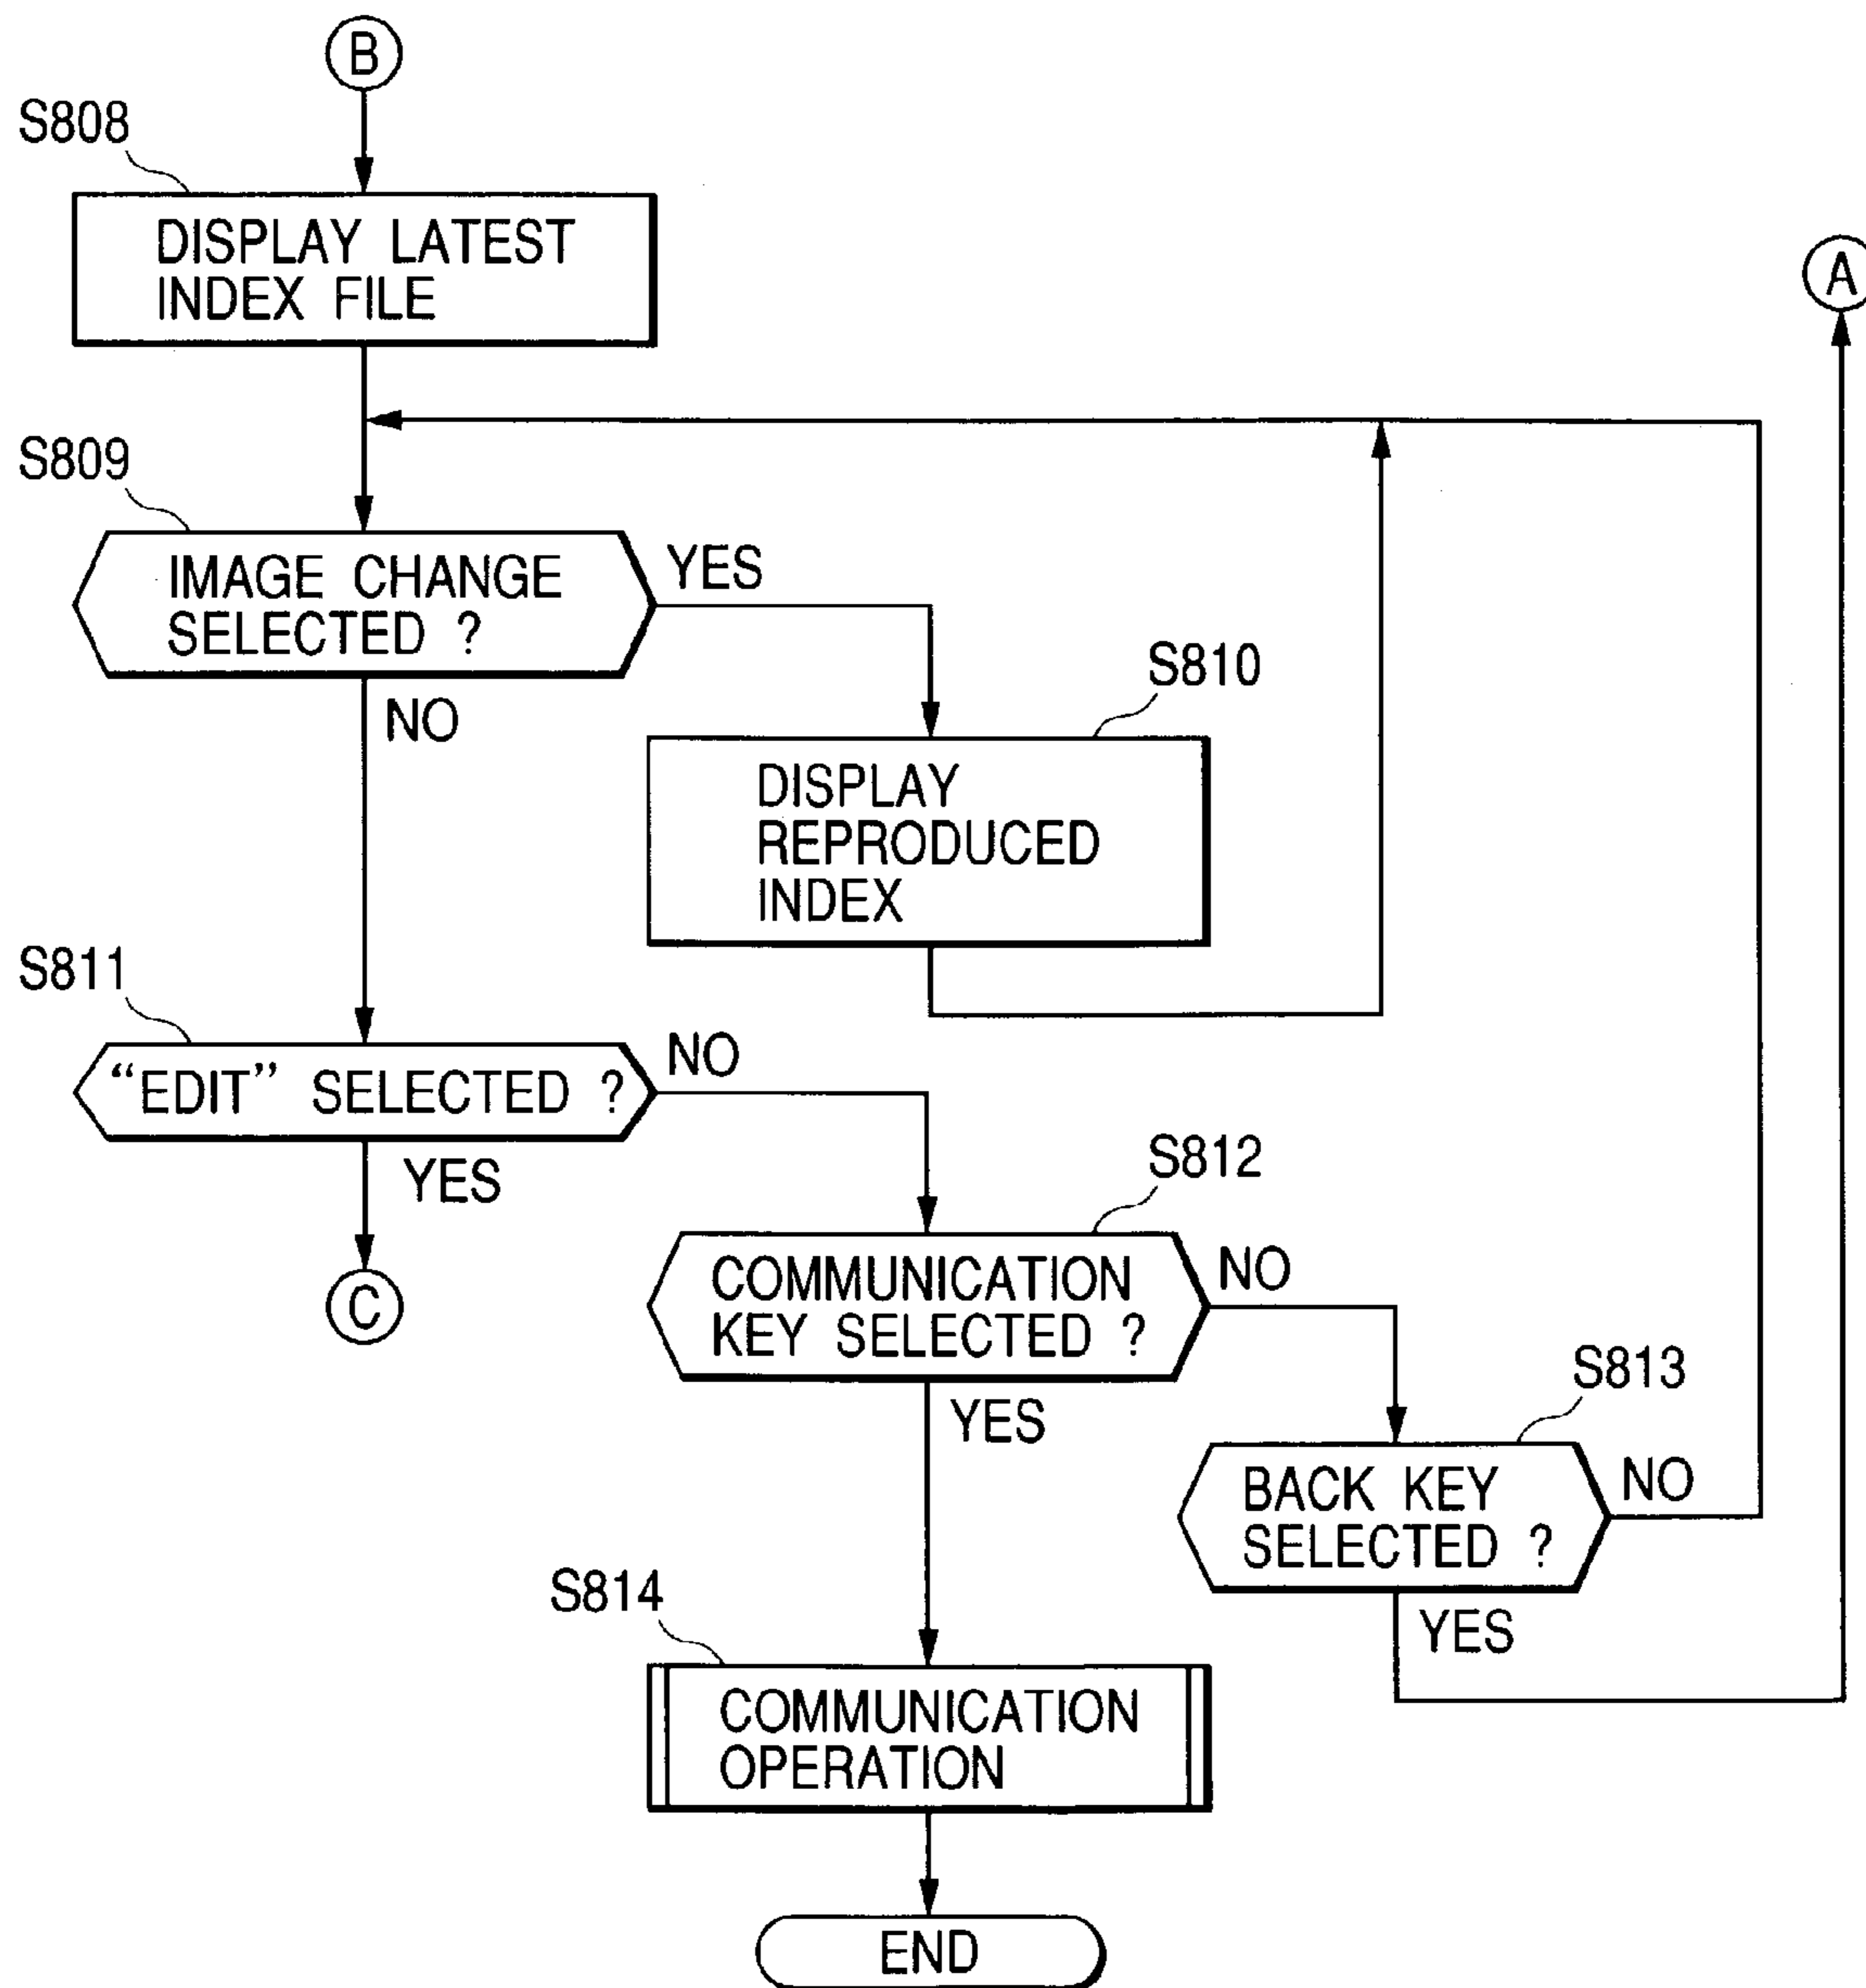 B
S808
DISPLAY LATEST
INDEX FILE
A
S809
IMAGE CHANGE
SELECTED ?
YES
NO
S810
DISPLAY
REPRODUCED
INDEX
S811
“EDIT” SELECTED ?
NO
YES
C
S812
COMMUNICATION
KEY SELECTED ?
NO
YES
S813
BACK KEY
SELECTED ?
NO
YES
S814
COMMUNICATION
OPERATION
END